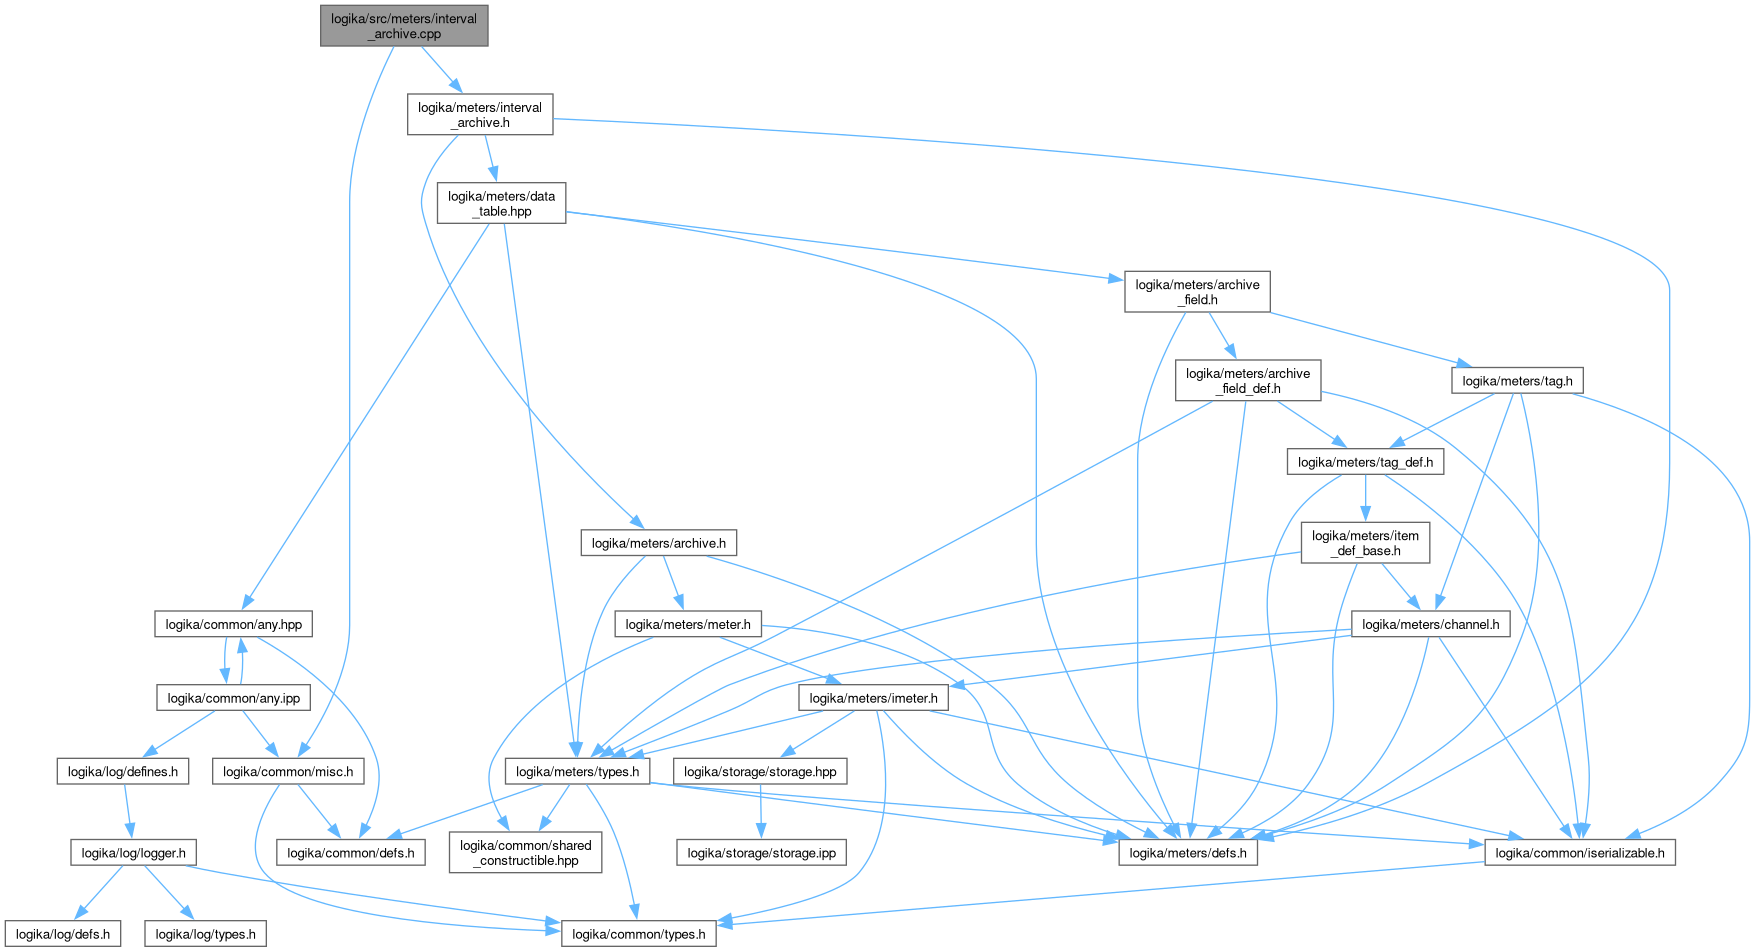 logika/src/meters/interval
_archive.cpp
logika/meters/interval
_archive.h
logika/meters/data
_table.hpp
logika/meters/archive
_field.h
logika/meters/archive
_field_def.h
logika/meters/tag.h
logika/meters/tag_def.h
logika/meters/archive.h
logika/meters/item
_def_base.h
logika/common/any.hpp
logika/meters/meter.h
logika/meters/channel.h
logika/common/any.ipp
logika/meters/imeter.h
logika/log/defines.h
logika/common/misc.h
logika/meters/types.h
logika/storage/storage.hpp
logika/log/logger.h
logika/common/defs.h
logika/common/shared
_constructible.hpp
logika/storage/storage.ipp
logika/meters/defs.h
logika/common/iserializable.h
logika/log/defs.h
logika/log/types.h
logika/common/types.h